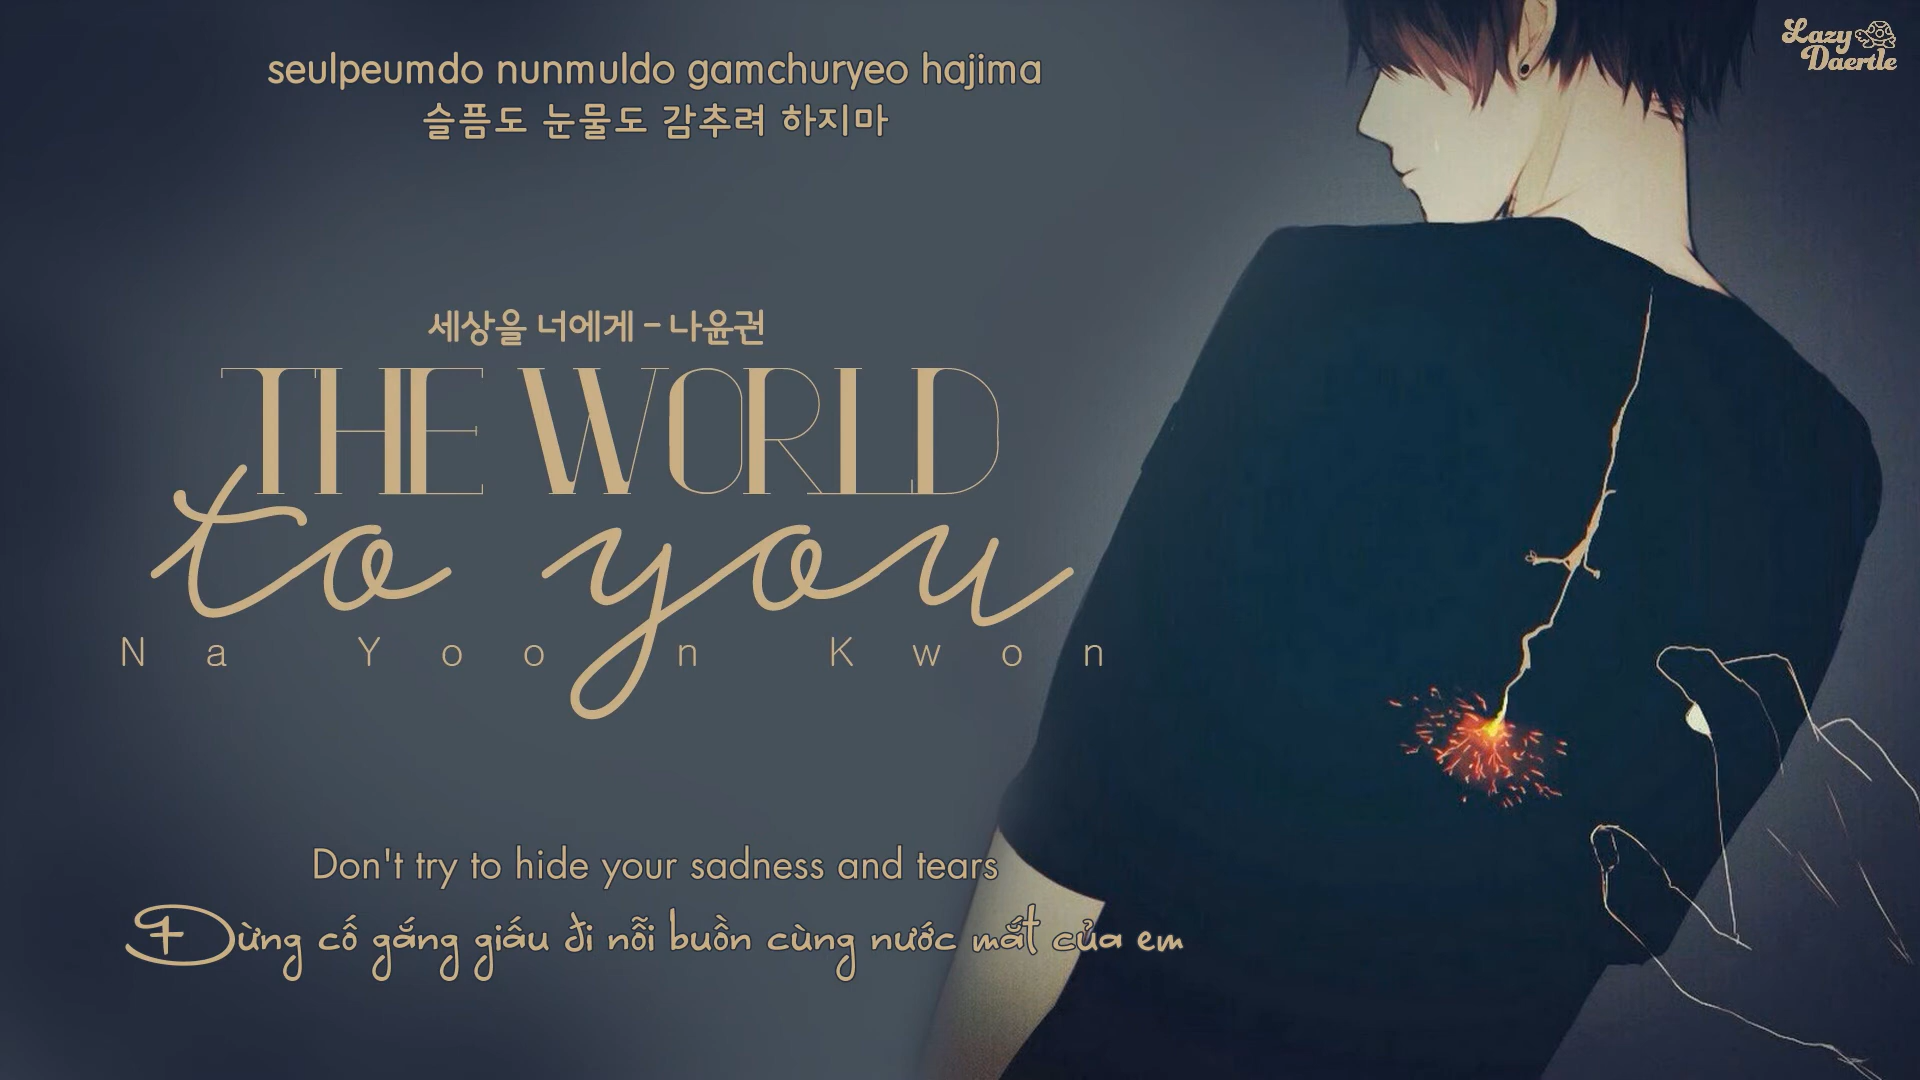 Lazy
Daertle
seulpeumdo nunmuldo gamchuryeo hajima
슬픔도 눈물도 감추려 하지마
세상을 너에게 - 나윤권
THE WORLD
to you
Na Yoon Kwon
Don't try to hide your sadness and tears
Đừng cố gắng giấu đi nỗi buồn cùng nước mắt của em